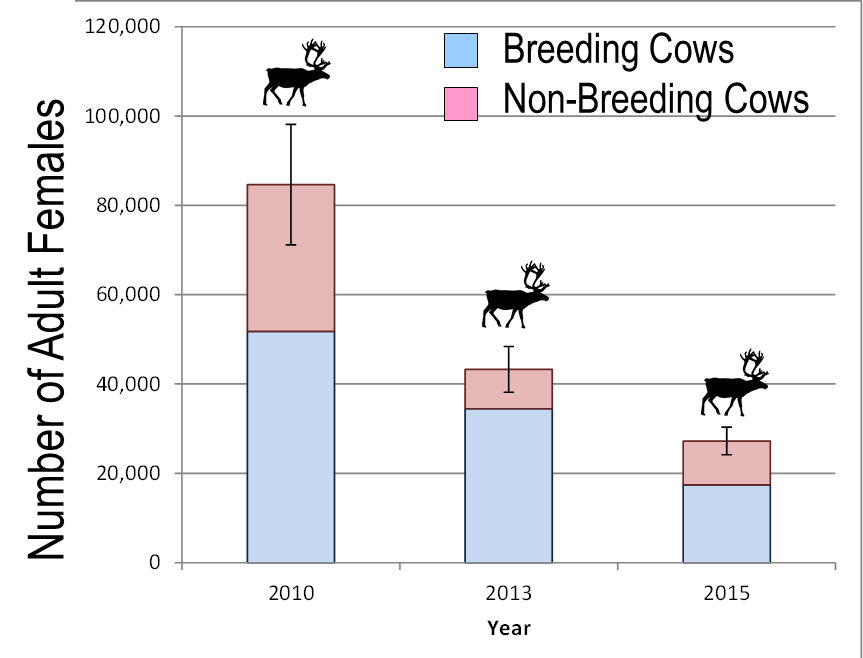 Breeding Cows
Non-Breeding Cows
Number of Adult Females
120,000
100,000
80,000
60,000
40,000
20,000
0
2010 2013 2015
Year